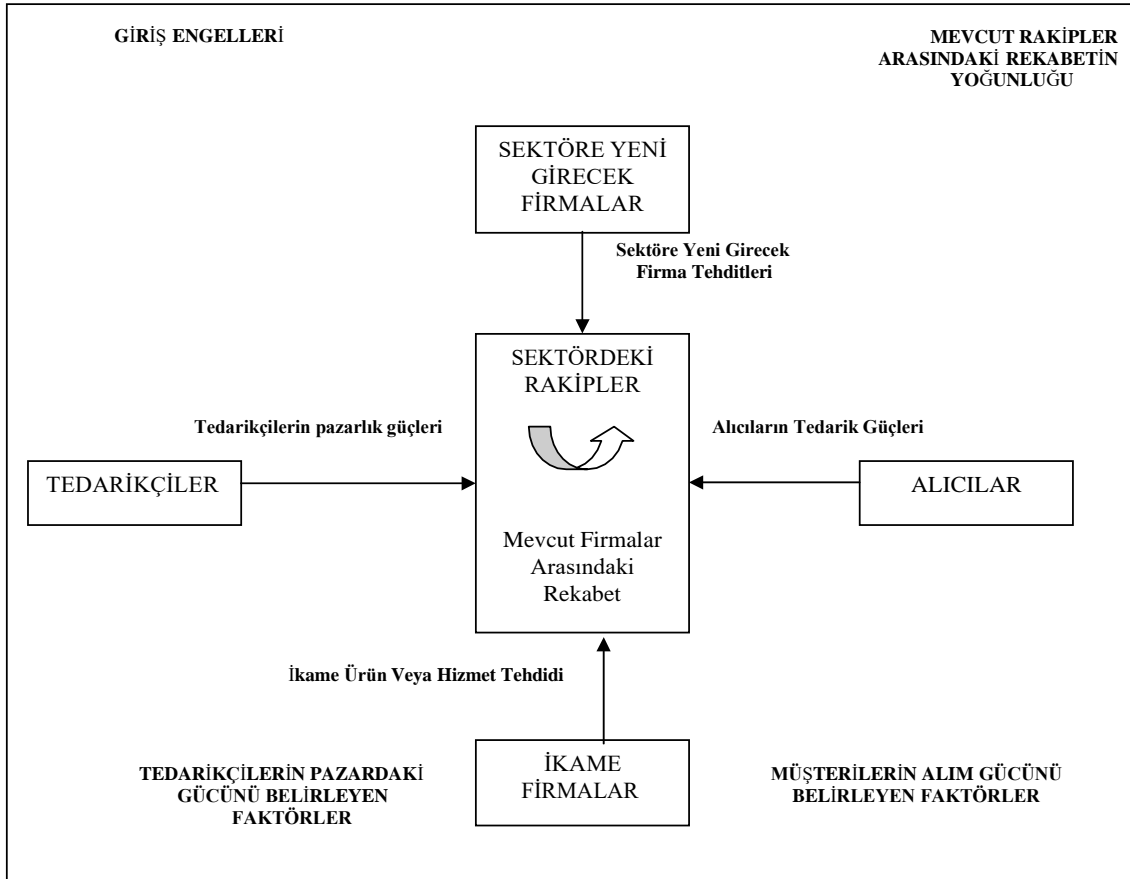 GİRİŞ ENGELLERİ
MEVCUT RAKİPLER
ARASINDAKİ REKABETİN
YOĞUNLUĞU
SEKTÖRE YENİ
GİRECEK
FİRMALAR
Sektöre Yeni Girecek
Firma Tehditleri
SEKTÖRDEKİ
RAKİPLER
Tedarikçilerin pazarlık güçleri
Alıcıların Tedarik Güçleri
TEDARİKÇİLER
ALICILAR
Mevcut Firmalar
Arasındaki
Rekabet
İkame Ürün Veya Hizmet Tehdidi
İKAME
FİRMALAR
TEDARİKÇİLERİN PAZARDAKİ
GÜCÜNÜ BELİRLEYEN
FAKTÖRLER
MÜŞTERİLERİN ALIM GÜCÜNÜ
BELİRLEYEN FAKTÖRLER